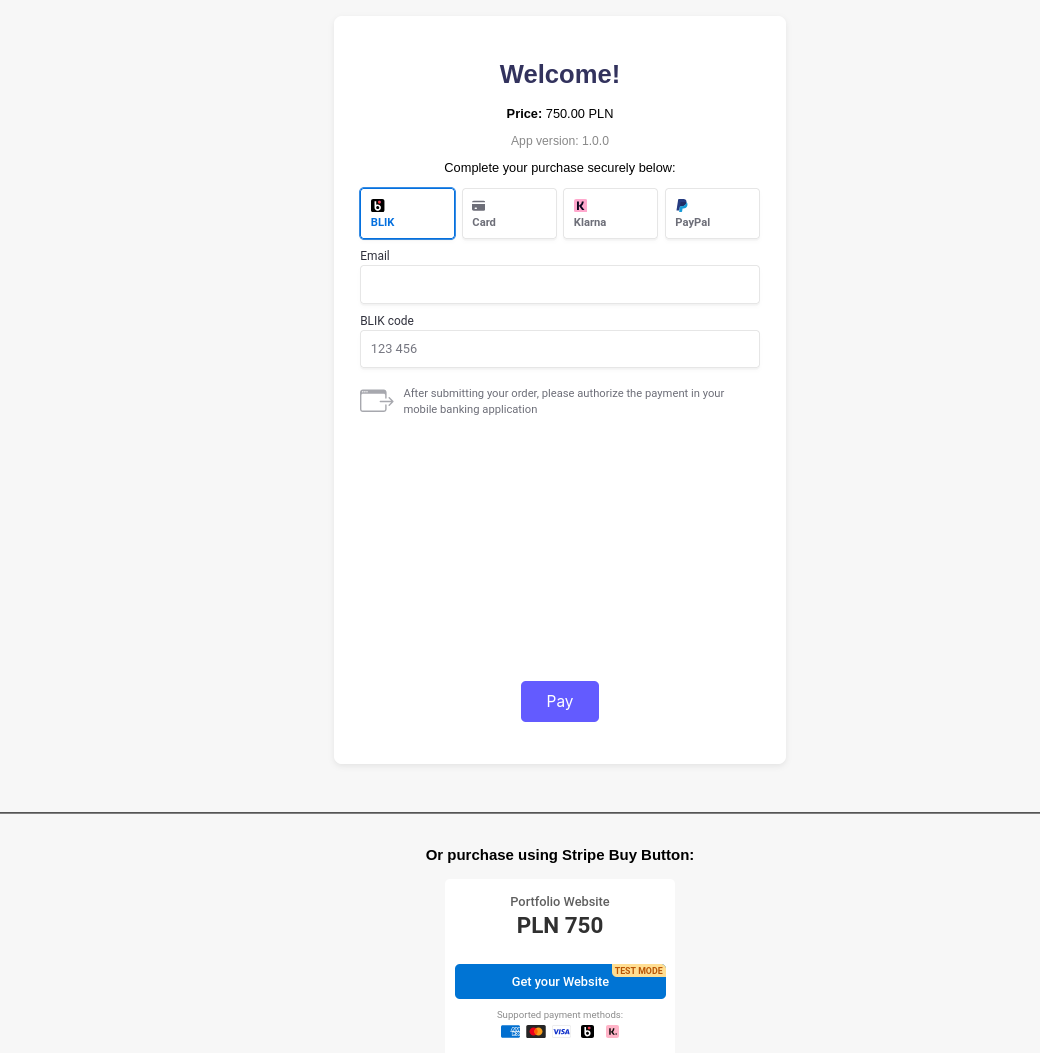 Welcome!
Price: 750.00 PLN
App version: 1.0.0
Complete your purchase securely below:
BLIK Card Klarna PayPal
Email
BLIK code
123 456
After submitting your order, please authorize the payment in your
mobile banking application
Pay
Or purchase using Stripe Buy Button:
Portfolio Website
PLN 750
TEST MODE
Get your Website
Supported payment methods:
VISA K.